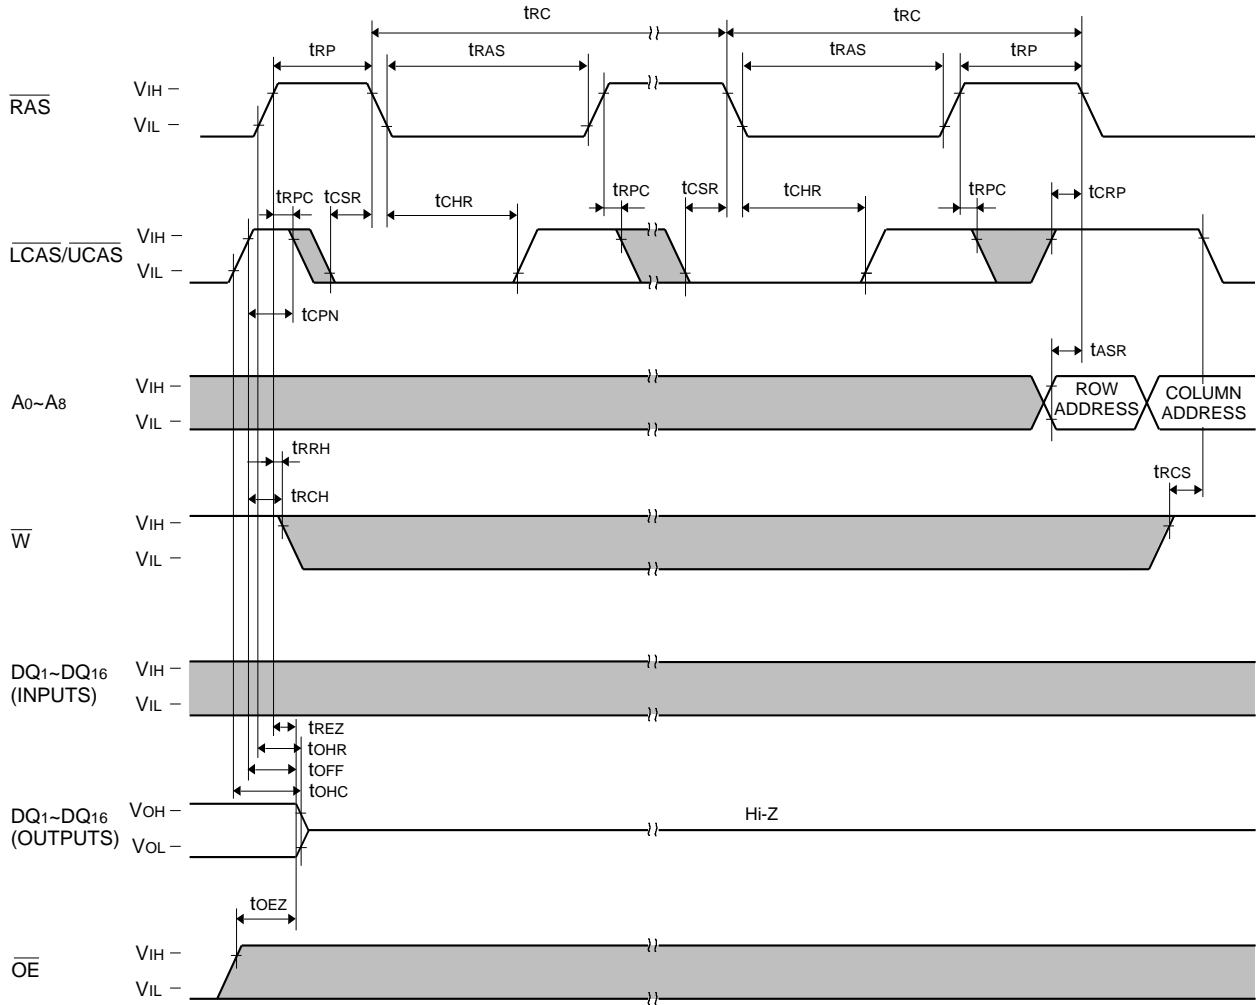 tRC tRC
tRP tRAS tRAS tRP
RAS
VIH
VIL
tRPC tCSR tCHR tRPC tCSR tCHR tRPC tCRP
LCAS/UCAS
VIH
VIL
tCPN
tASR
A0~A8
VIH
VIL
ROW
ADDRESS
COLUMN
ADDRESS
tRRH
tRCH
tRCS
W
VIH
VIL
DQ1~DQ16
(INPUTS)
VIH
VIL
tREZ
tOHR
tOFF
tOHC
DQ1~DQ16
(OUTPUTS)
VOH
VOL
Hi-Z
tOEZ
OE
VIH
VIL